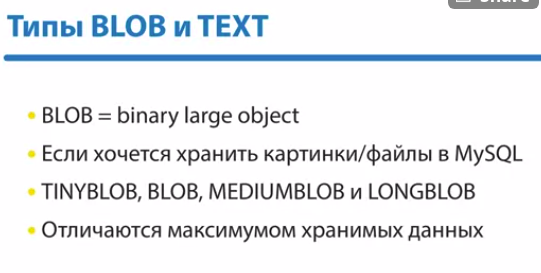 Типы BLOB и TEXT
BLOB = binary large object
Если хочется хранить картинки/файлы в MySQL
TINYBLOB, BLOB, MEDIUMBLOB и LONGBLOB
Отличаются максимумом хранимых данных